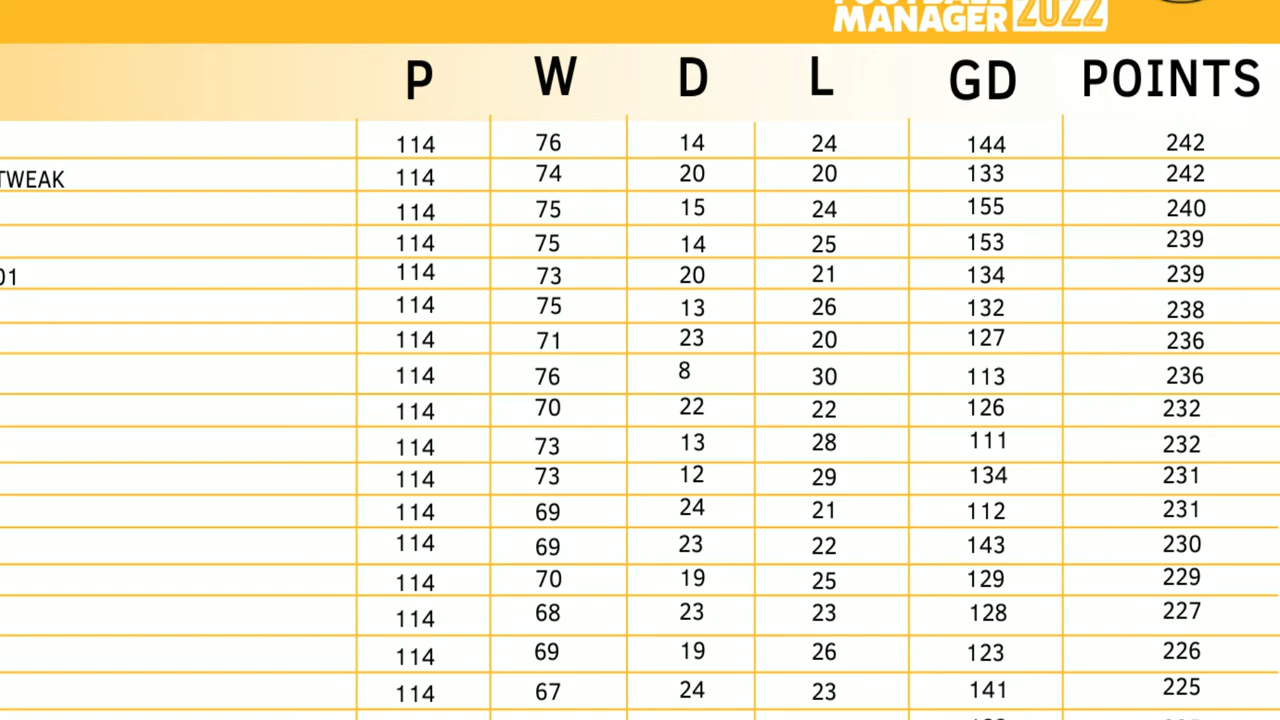 FOOTBALL
MANAGER 2022
P W D L GD POINTS
114 76 14 24 144 242
TWEAK 114 74 20 20 133 242
114 75 15 24 155 240
114 75 14 25 153 239
01 114 73 20 21 134 239
114 75 13 26 132 238
114 71 23 20 127 236
114 76 8 30 113 236
114 70 22 22 126 232
114 73 13 28 111 232
114 73 12 29 134 231
114 69 24 21 112 231
114 69 23 22 143 230
114 70 19 25 129 229
114 68 23 23 128 227
114 69 19 26 123 226
114 67 24 23 141 225